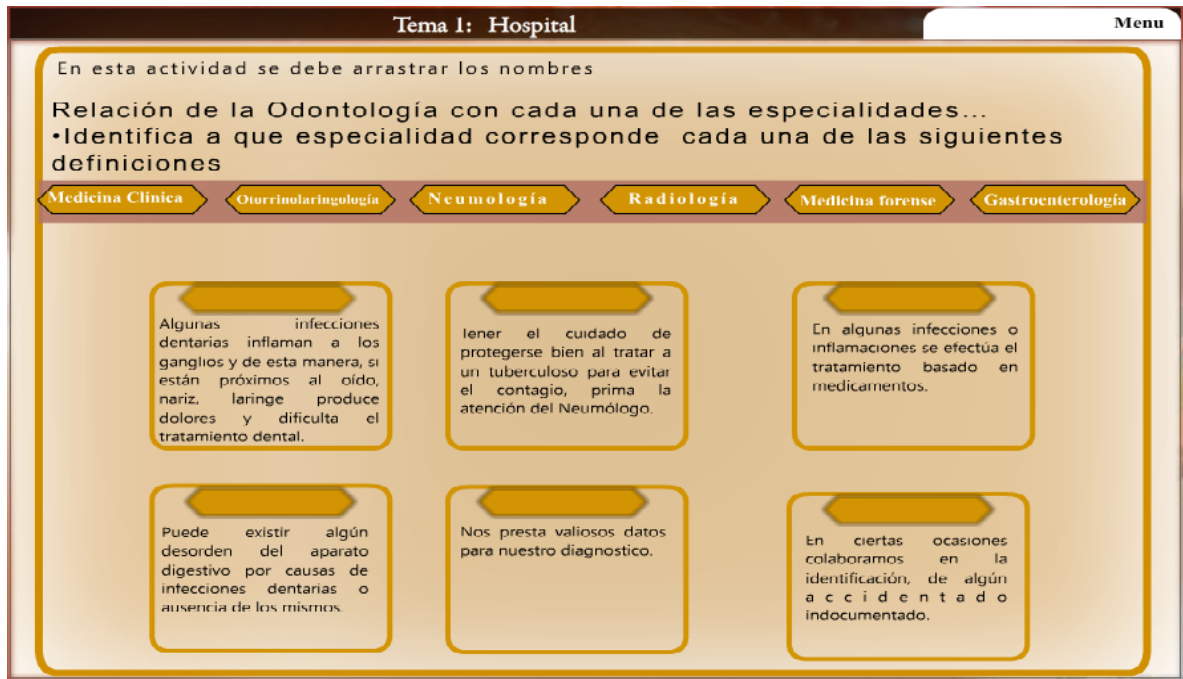 Tema 1: Hospital
Menu
En esta actividad se debe arrastrar los nombres
Relación de la Odontología con cada una de las especialidades...
•Identifica a que especialidad corresponde cada una de las siguientes
definiciones
Medicina Clinica
Otorrinolaringología
Neumología
Radiología
Medicina forense
Gastroenterología
Algunas infecciones
dentarias inflaman a los
ganglios y de esta manera, si
están próximos al oído,
nariz, laringe produce
dolores y dificulta el
tratamiento dental.
Tener el cuidado de
protegerse bien al tratar a
un tuberculoso para evitar
el contagio, prima la
atención del Neumólogo.
En algunas infecciones o
inflamaciones se efectúa el
tratamiento basado en
medicamentos.
Puede existir algún
desorden del aparato
digestivo por causas de
infecciones dentarias o
ausencia de los mismos.
Nos presta valiosos datos
para nuestro diagnostico.
En ciertas ocasiones
colaboramos en la
identificación, de algún
accidentado
indocumentado.